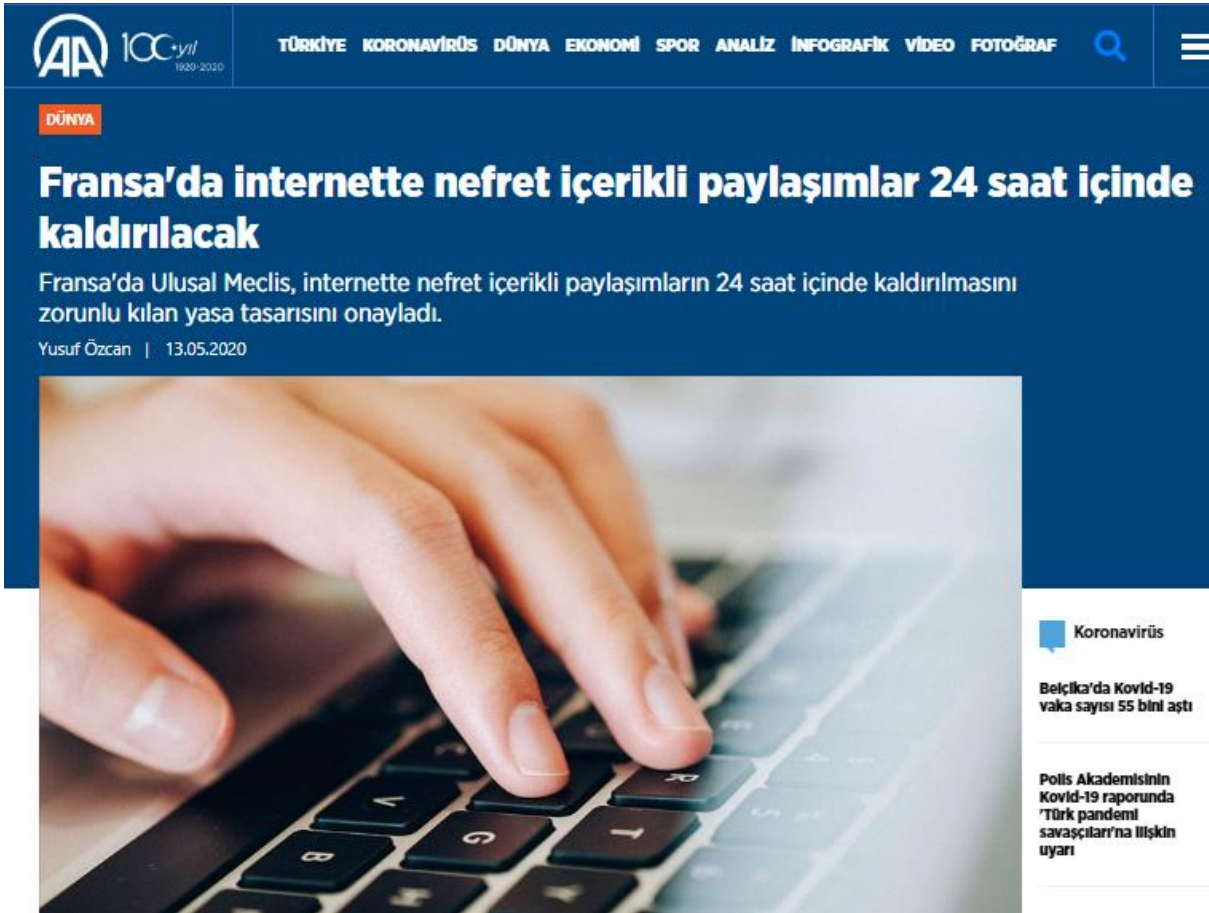 AA 100.yıl
1920-2020
TÜRKİYE KORONAVİRÜS DÜNYA EKONOMİ SPOR ANALİZ İNFOGRAFİK VİDEO FOTOĞRAF
DÜNYA
Fransa'da internette nefret içerikli paylaşımlar 24 saat içinde
kaldırılacak
Fransa'da Ulusal Meclis, internette nefret içerikli paylaşımların 24 saat içinde kaldırılmasını
zorunlu kılan yasa tasarısını onayladı.
Yusuf Özcan | 13.05.2020
Koronavirüs
Belçika'da Kovid-19
vaka sayısı 55 bini aştı
Polis Akademisinin
Kovid-19 raporunda
'Türk pandemi
savaşçıları'na ilişkin
uyarı
C
E
R
V
G
T
B
H
Y